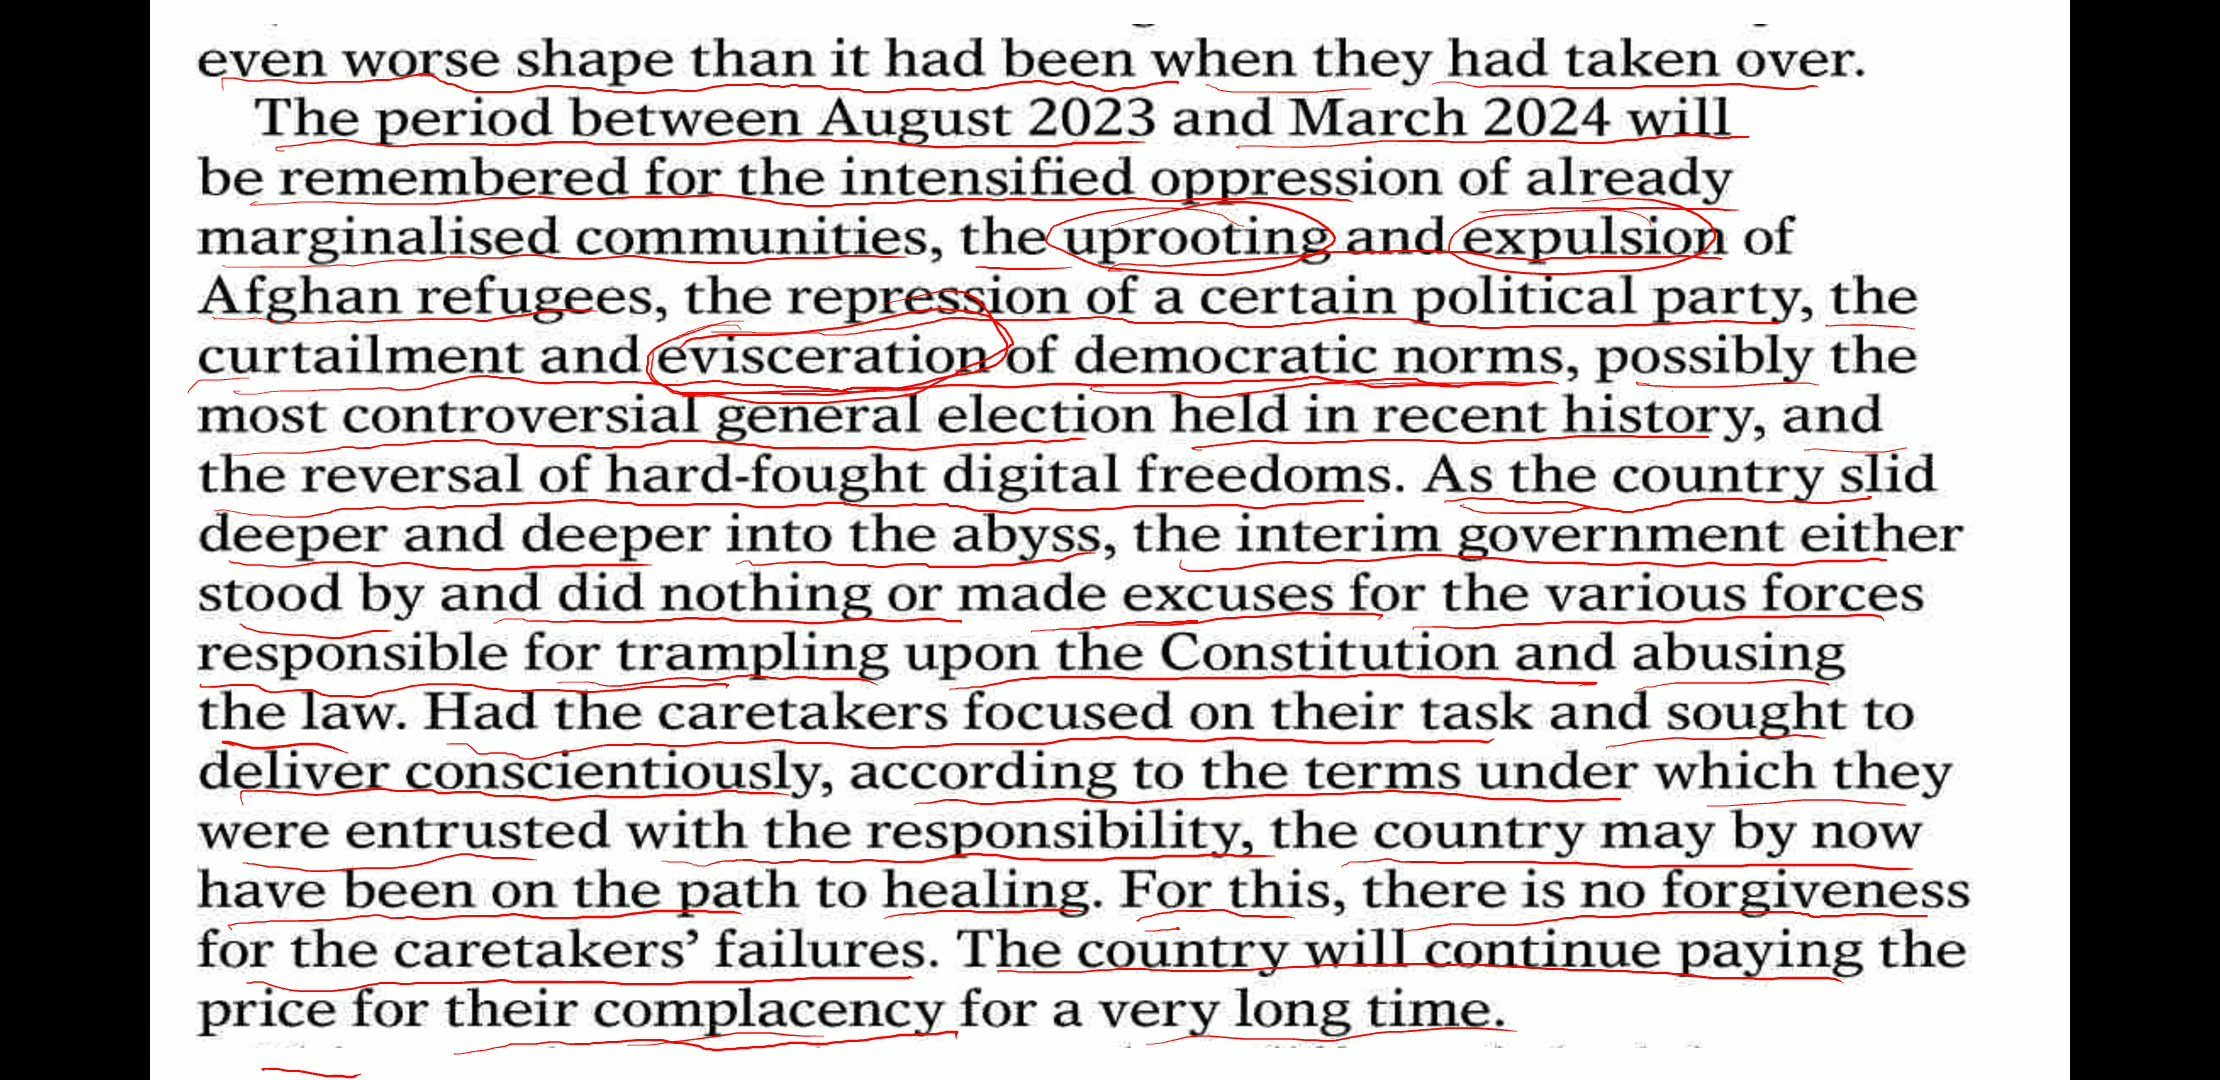 even worse shape than it had been when they had taken over.
The period between August 2023 and March 2024 will
be remembered for the intensified oppression of already
marginalised communities, the uprooting and expulsion of
Afghan refugees, the repression of a certain political party, the
curtailment and evisceration of democratic norms, possibly the
most controversial general election held in recent history, and
the reversal of hard-fought digital freedoms. As the country slid
deeper and deeper into the abyss, the interim government either
stood by and did nothing or made excuses for the various forces
responsible for trampling upon the Constitution and abusing
the law. Had the caretakers focused on their task and sought to
deliver conscientiously, according to the terms under which they
were entrusted with the responsibility, the country may by now
have been on the path to healing. For this, there is no forgiveness
for the caretakers’ failures. The country will continue paying the
price for their complacency for a very long time.